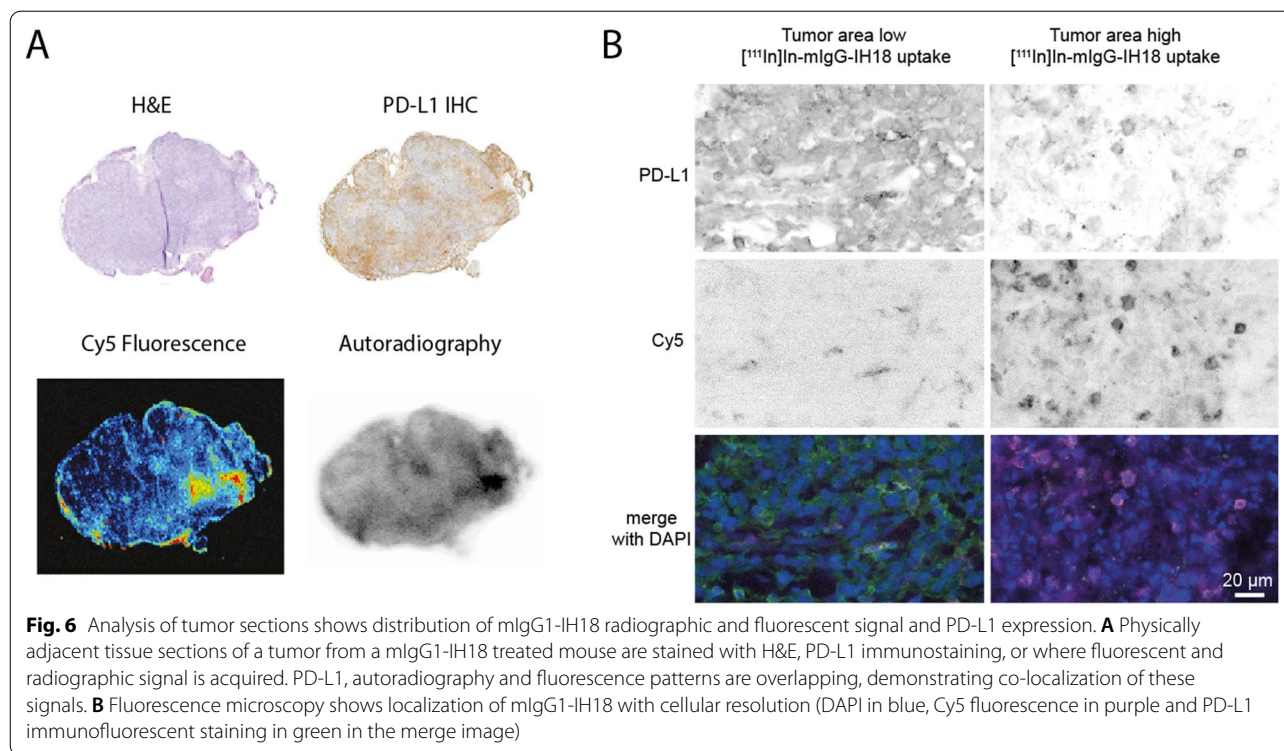 A
H&E
PD-L1 IHC
Cy5 Fluorescence
Autoradiography
B
Tumor area low
[¹¹¹In]In-mIgG-IH18 uptake
Tumor area high
[¹¹¹In]In-mIgG-IH18 uptake
PD-L1
Cy5
merge
with DAPI
20 µm
Fig. 6 Analysis of tumor sections shows distribution of mIgG1-IH18 radiographic and fluorescent signal and PD-L1 expression. A Physically
adjacent tissue sections of a tumor from a mIgG1-IH18 treated mouse are stained with H&E, PD-L1 immunostaining, or where fluorescent and
radiographic signal is acquired. PD-L1, autoradiography and fluorescence patterns are overlapping, demonstrating co-localization of these
signals. B Fluorescence microscopy shows localization of mIgG1-IH18 with cellular resolution (DAPI in blue, Cy5 fluorescence in purple and PD-L1
immunofluorescent staining in green in the merge image)